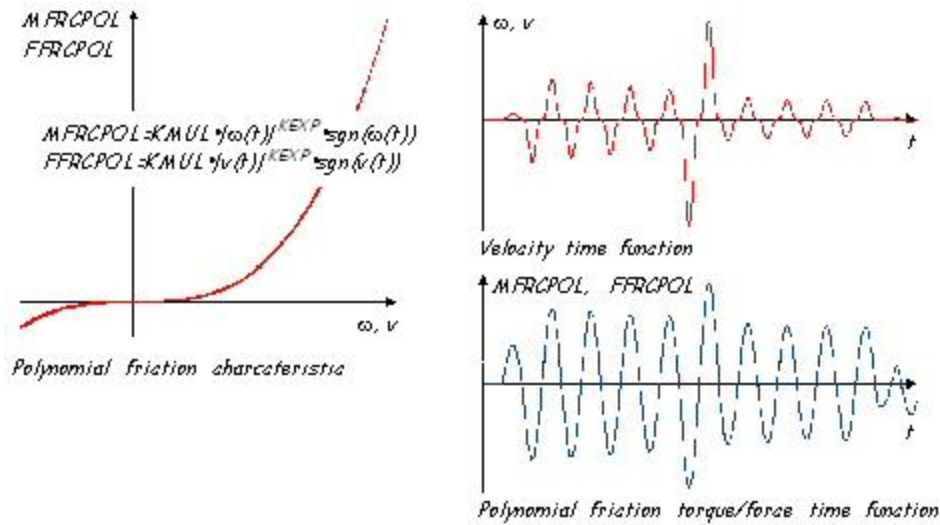 MFRCPOL
FFRCPOL
MFRCPOL=KMUL*|ω(t)|^KEXP*sgn(ω(t))
FFRCPOL=KMUL*|v(t)|^KEXP*sgn(v(t))
ω, v
Polynomial friction charcateristic
ω, v
t
Velocity time function
MFRCPOL, FFRCPOL
t
Polynomial friction torque/force time function